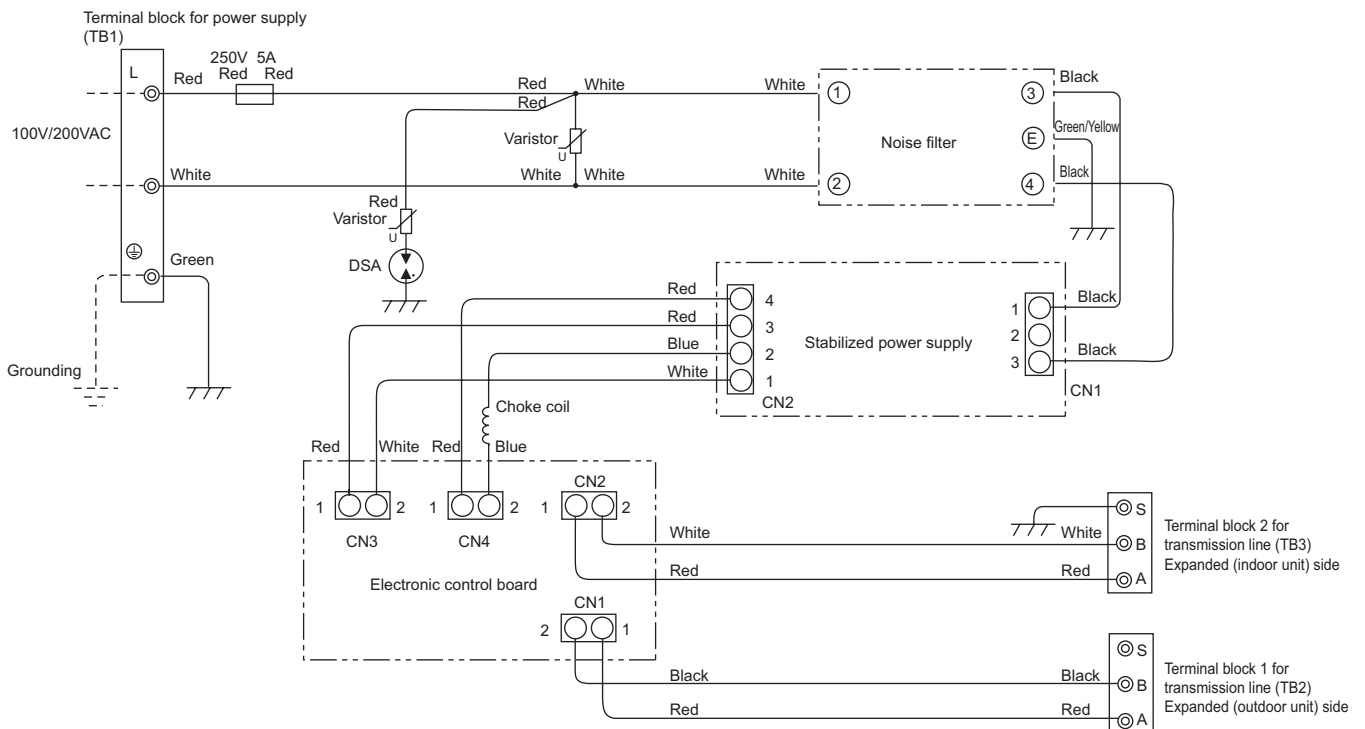 Terminal block for power supply
(TB1)
250V 5A
L
Red
Red
Red
Red
White
White
Black
1
3
Red
100V/200VAC
Varistor
U
Noise filter
E
Green/Yellow
White
White
White
White
2
4
Black
Red
Varistor
U
DSA
Green
Red
4
1
Black
Red
3
Stabilized power supply
2
Blue
2
3
Black
White
1
CN2
CN1
Grounding
Choke coil
Red
White
Red
Blue
CN2
1
2
1
2
1
2
CN3
CN4
White
White
Red
Red
S
B
A
Terminal block 2 for
transmission line (TB3)
Expanded (indoor unit) side
Electronic control board
CN1
2
1
Black
Black
Red
Red
S
B
A
Terminal block 1 for
transmission line (TB2)
Expanded (outdoor unit) side